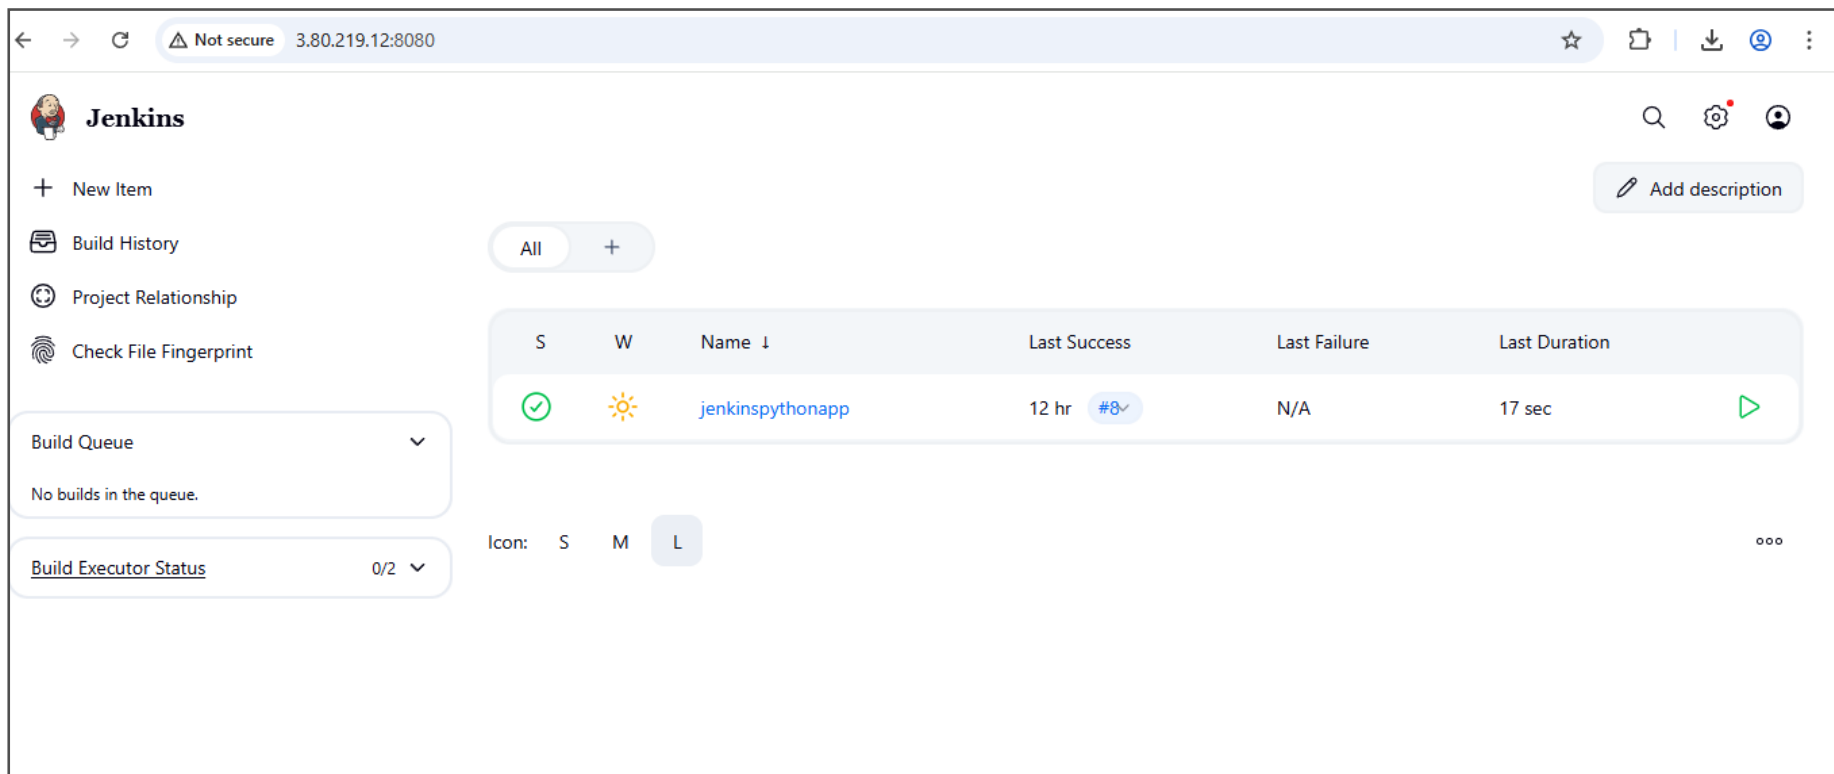 Not secure 3.80.219.12:8080
Jenkins
New Item
Add description
Build History
All +
Project Relationship
Check File Fingerprint
S W Name ↓ Last Success Last Failure Last Duration
jenkinspythonapp 12 hr #8 N/A 17 sec
Build Queue
No builds in the queue.
Icon: S M L
Build Executor Status 0/2